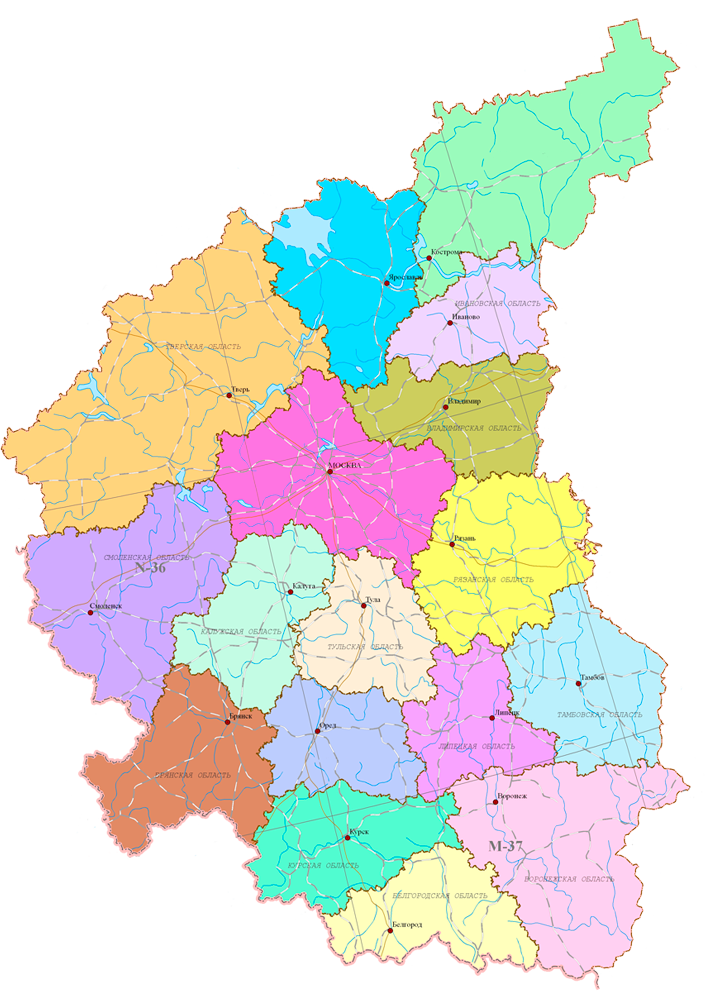 Кострома
Ярославль
ИВАНОВСКАЯ ОБЛАСТЬ
Иваново
ТВЕРСКАЯ ОБЛАСТЬ
Тверь
Владимир
ВЛАДИМИРСКАЯ ОБЛАСТЬ
МОСКВА
Рязань
СМОЛЕНСКАЯ ОБЛАСТЬ
N-36
РЯЗАНСКАЯ ОБЛАСТЬ
Калуга
Тула
Смоленск
КАЛУЖСКАЯ ОБЛАСТЬ
ТУЛЬСКАЯ ОБЛАСТЬ
Тамбов
Липецк
ТАМБОВСКАЯ ОБЛАСТЬ
Брянск
Орел
ЛИПЕЦКАЯ ОБЛАСТЬ
БРЯНСКАЯ ОБЛАСТЬ
Воронеж
Курск
M-37
КУРСКАЯ ОБЛАСТЬ
ВОРОНЕЖСКАЯ ОБЛАСТЬ
БЕЛГОРОДСКАЯ ОБЛАСТЬ
Белгород